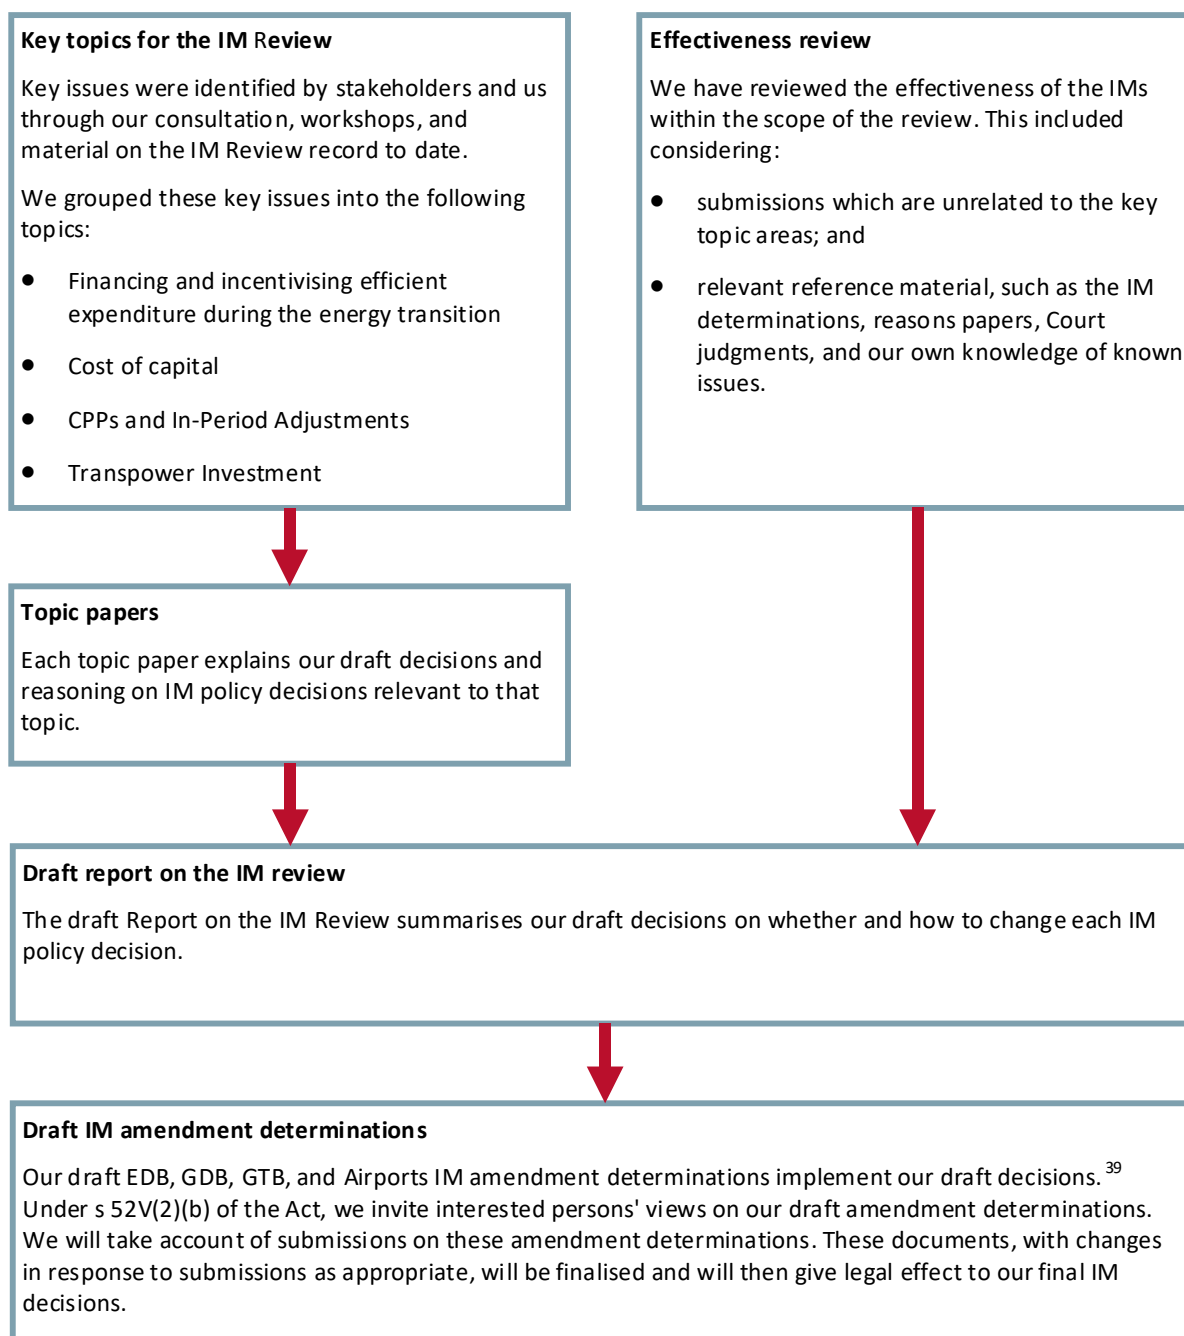 Key topics for the IM Review
Key issues were identified by stakeholders and us
through our consultation, workshops, and
material on the IM Review record to date.
We grouped these key issues into the following
topics:
● Financing and incentivising efficient
expenditure during the energy transition
● Cost of capital
● CPPs and In-Period Adjustments
● Transpower Investment
Effectiveness review
We have reviewed the effectiveness of the IMs
within the scope of the review. This included
considering:
● submissions which are unrelated to the key
topic areas; and
● relevant reference material, such as the IM
determinations, reasons papers, Court
judgments, and our own knowledge of known
issues.
Topic papers
Each topic paper explains our draft decisions and
reasoning on IM policy decisions relevant to that
topic.
Draft report on the IM review
The draft Report on the IM Review summarises our draft decisions on whether and how to change each IM
policy decision.
Draft IM amendment determinations
Our draft EDB, GDB, GTB, and Airports IM amendment determinations implement our draft decisions. 39
Under s 52V(2)(b) of the Act, we invite interested persons' views on our draft amendment determinations.
We will take account of submissions on these amendment determinations. These documents, with changes
in response to submissions as appropriate, will be finalised and will then give legal effect to our final IM
decisions.